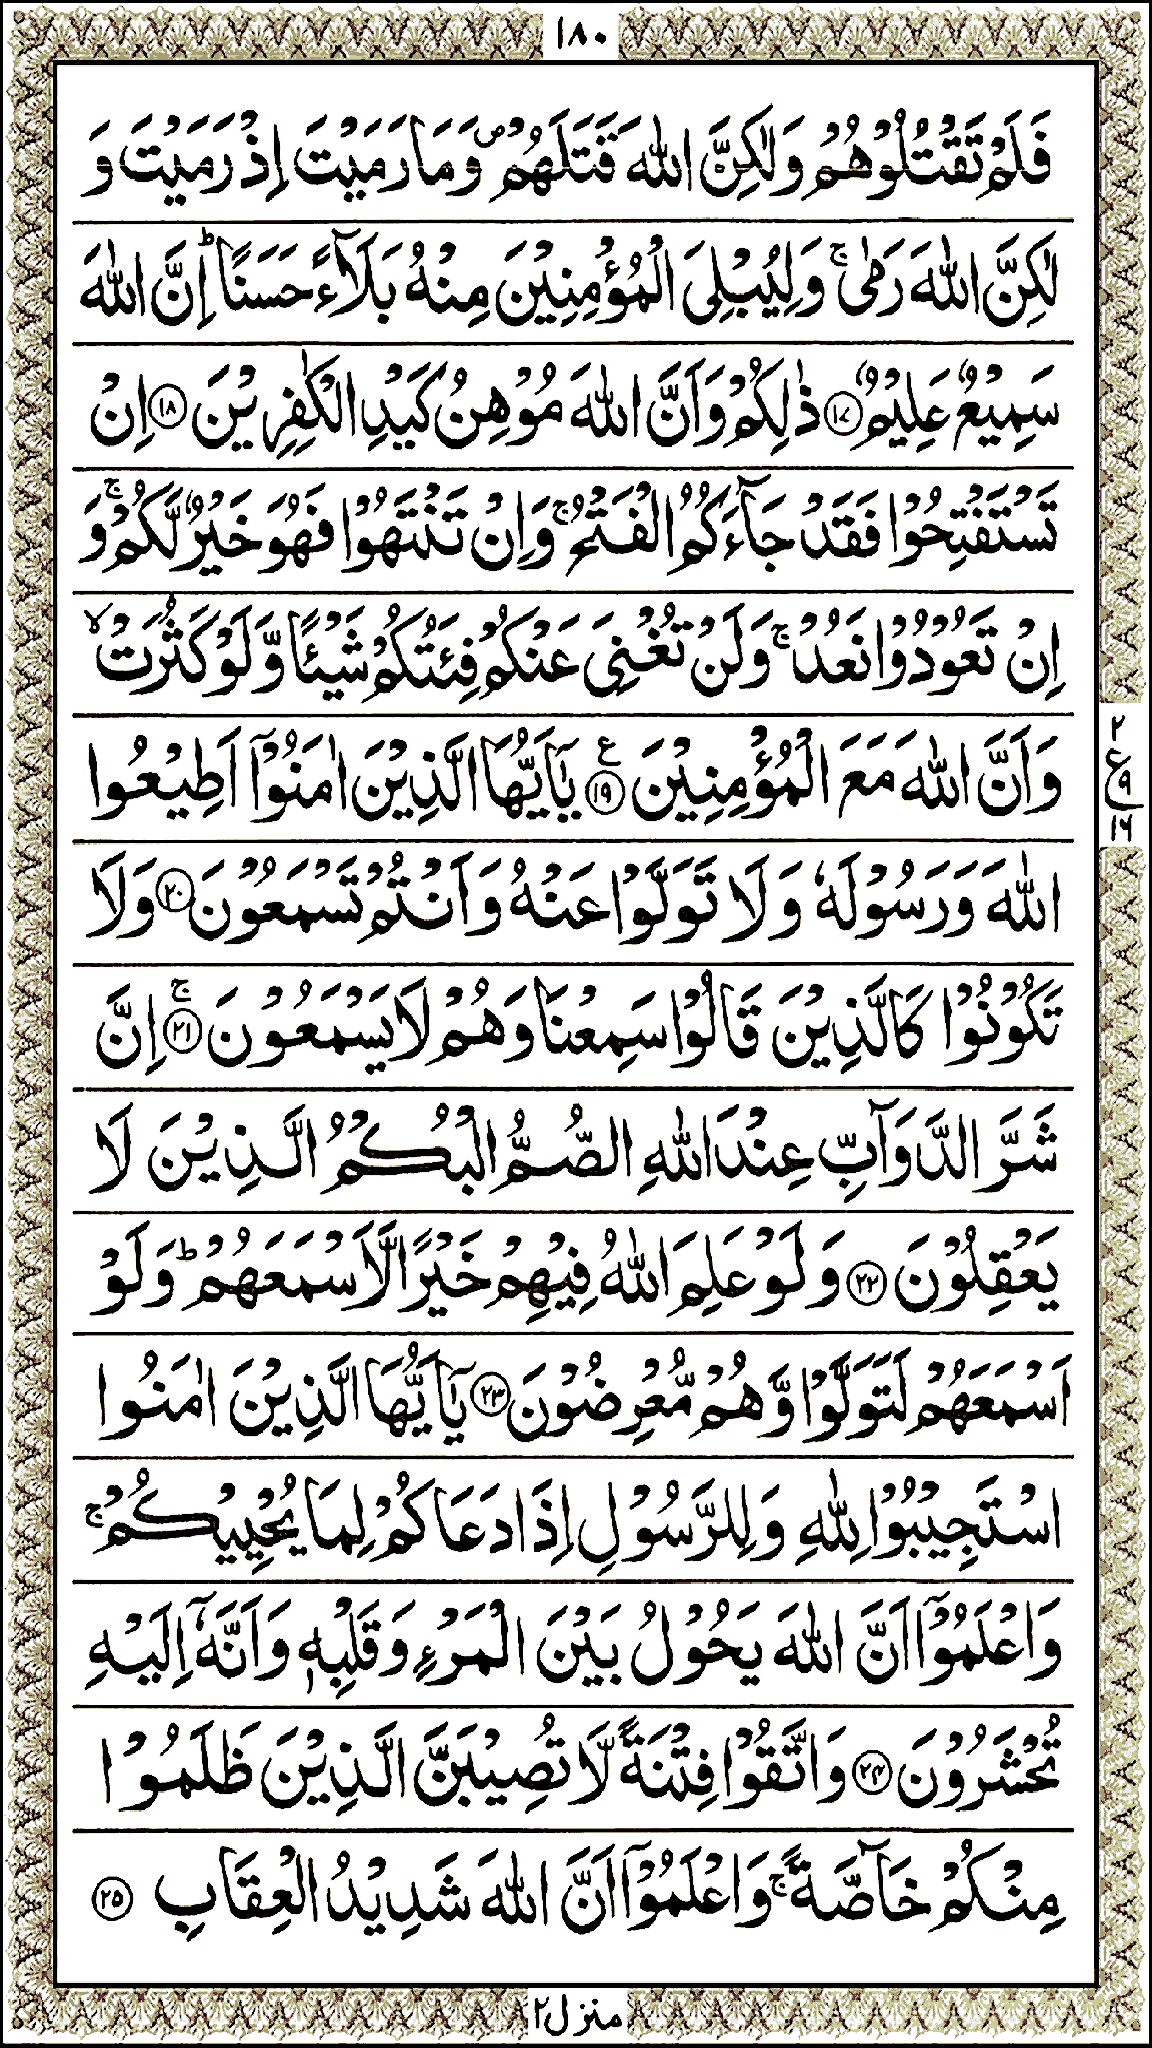 ١٨٠
فَلَمْ تَقْتُلُوْهُمْ وَلٰكِنَّ اللّٰهَ قَتَلَهُمْ ۪ وَمَا رَمَيْتَ اِذْ رَمَيْتَ وَ
لٰكِنَّ اللّٰهَ رَمٰى ۚ وَلِيُبْلِىَ الْمُؤْمِنِيْنَ مِنْهُ بَلَآءً حَسَنًا ؕ اِنَّ اللّٰهَ
سَمِيْعٌ عَلِيْمٌ ١٧ ذٰلِكُمْ وَاَنَّ اللّٰهَ مُوْهِنُ كَيْدِ الْكٰفِرِيْنَ ١٨ اِنْ
تَسْتَفْتِحُوْا فَقَدْ جَآءَكُمُ الْفَتْحُ ۚ وَاِنْ تَنْتَهُوْا فَهُوَ خَيْرٌ لَّكُمْ ۚ وَ
اِنْ تَعُوْدُوْا نَعُدْ ۚ وَلَنْ تُغْنِىَ عَنْكُمْ فِئَتُكُمْ شَيْئًا وَّلَوْ كَثُرَتْ ۙ
وَاَنَّ اللّٰهَ مَعَ الْمُؤْمِنِيْنَ ١٩ ع يٰۤاَيُّهَا الَّذِيْنَ اٰمَنُوْۤا اَطِيْعُوا
٢
ع ٩
١٦
اللّٰهَ وَرَسُوْلَهٗ وَلَا تَوَلَّوْا عَنْهُ وَاَنْتُمْ تَسْمَعُوْنَ ٢٠ وَلَا
تَكُوْنُوْا كَالَّذِيْنَ قَالُوْا سَمِعْنَا وَهُمْ لَا يَسْمَعُوْنَ ٢١ ۚ اِنَّ
شَرَّ الدَّوَآبِّ عِنْدَ اللّٰهِ الصُّمُّ الْبُكْمُ الَّذِيْنَ لَا
يَعْقِلُوْنَ ٢٢ وَلَوْ عَلِمَ اللّٰهُ فِيْهِمْ خَيْرًا لَّاَسْمَعَهُمْ ؕ وَلَوْ
اَسْمَعَهُمْ لَتَوَلَّوْا وَّهُمْ مُّعْرِضُوْنَ ٢٣ يٰۤاَيُّهَا الَّذِيْنَ اٰمَنُوا
اسْتَجِيْبُوْا لِلّٰهِ وَلِلرَّسُوْلِ اِذَا دَعَاكُمْ لِمَا يُحْيِيْكُمْ ۚ
وَاعْلَمُوْۤا اَنَّ اللّٰهَ يَحُوْلُ بَيْنَ الْمَرْءِ وَقَلْبِهٖ وَاَنَّهٗۤ اِلَيْهِ
تُحْشَرُوْنَ ٢٤ وَاتَّقُوْا فِتْنَةً لَّا تُصِيْبَنَّ الَّذِيْنَ ظَلَمُوْا
مِنْكُمْ خَآصَّةً ۚ وَاعْلَمُوْۤا اَنَّ اللّٰهَ شَدِيْدُ الْعِقَابِ ٢٥
منزل ٢